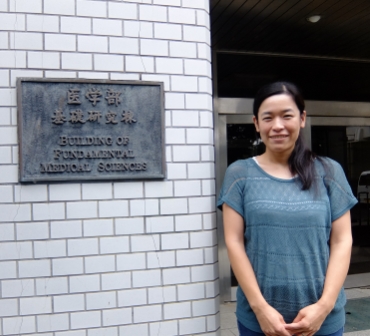 医学部
基礎研究棟
BUILDING OF
FUNDAMENTAL
MEDICAL SCIENCES